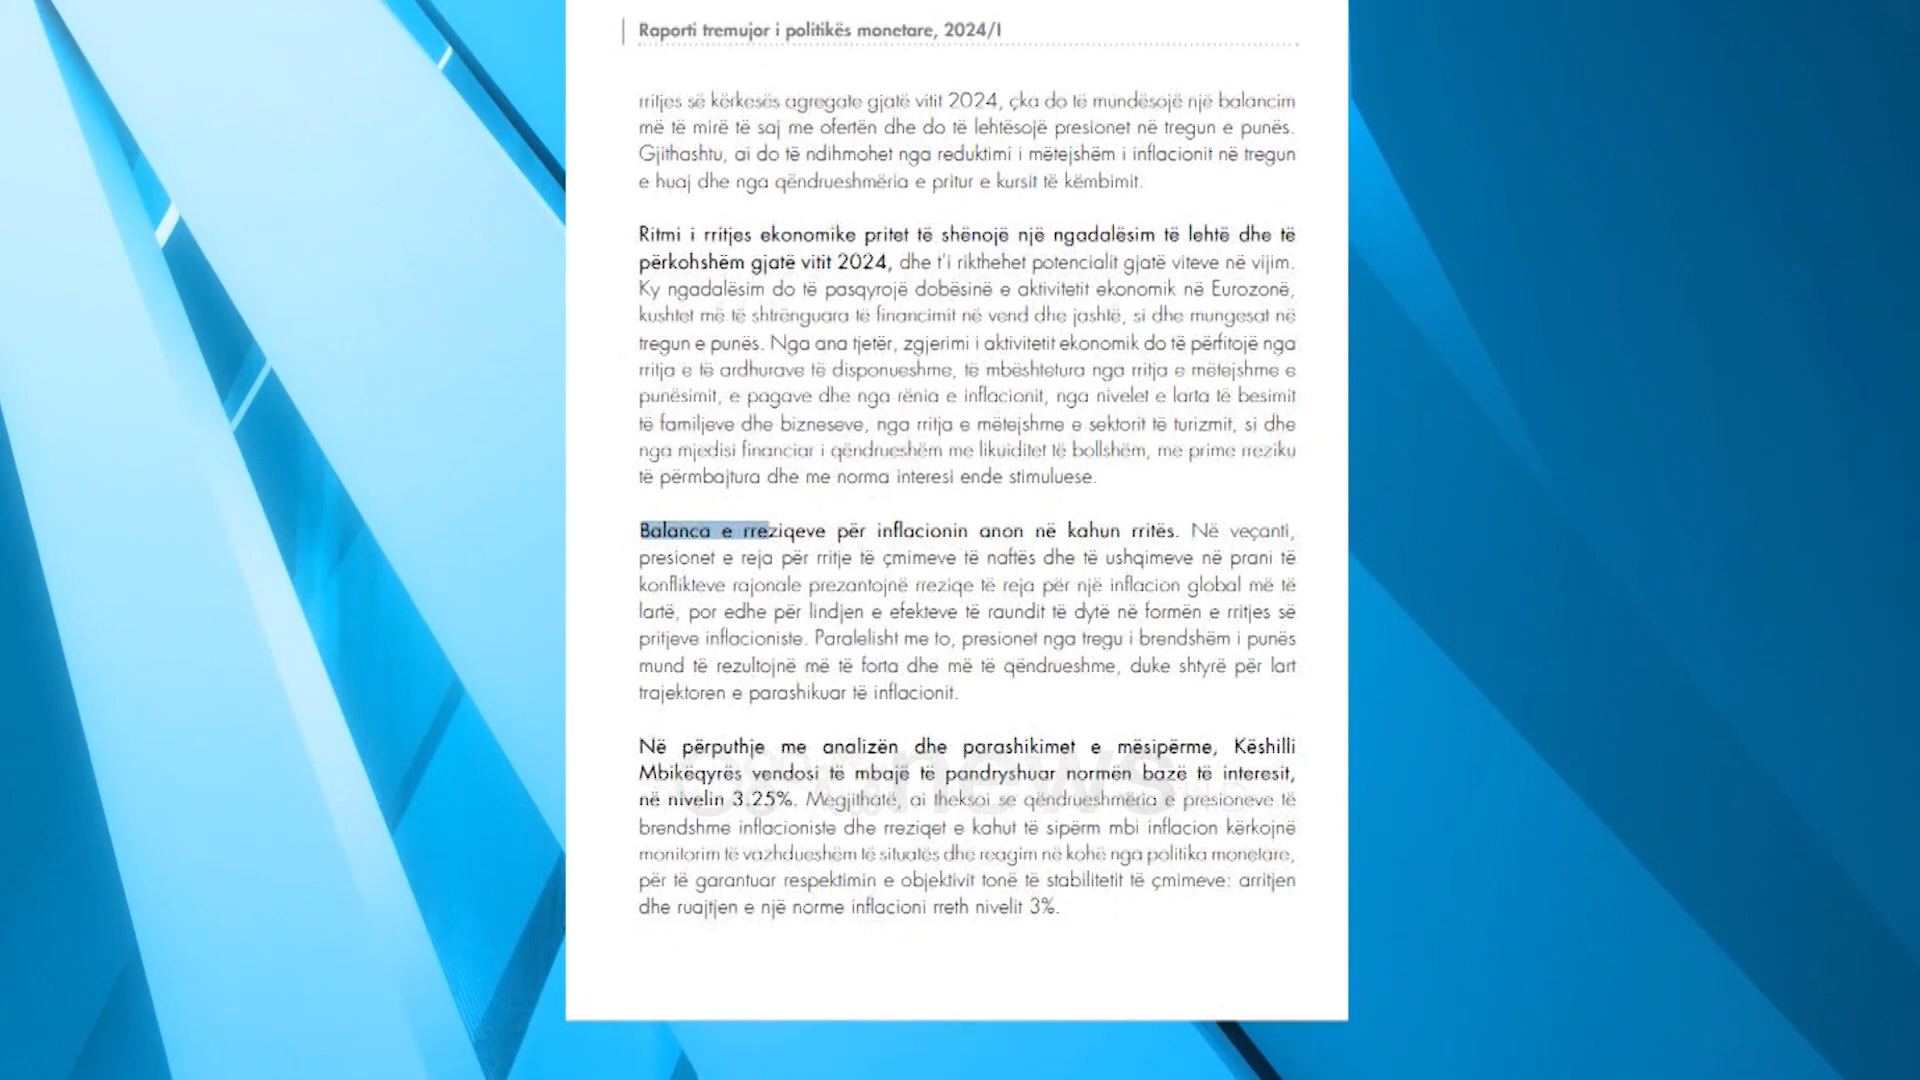 Raporti tremujor i politikës monetare, 2024/I
rritjes së kërkesës agregate gjatë vitit 2024, çka do të mundësojë një balancim
më të mirë të saj me ofertën dhe do të lehtësojë presionet në tregun e punës.
Gjithashtu, ai do të ndihmohet nga reduktimi i mëtejshëm i inflacionit në tregun
e huaj dhe nga qëndrueshmëria e pritur e kursit të këmbimit.
Ritmi i rritjes ekonomike pritet të shënojë një ngadalësim të lehtë dhe të
përkohshëm gjatë vitit 2024, dhe t'i rikthehet potencialit gjatë viteve në vijim.
Ky ngadalësim do të pasqyrojë dobësinë e aktivitetit ekonomik në Eurozonë,
kushtet më të shtrënguara të financimit në vend dhe jashtë, si dhe mungesat në
tregun e punës. Nga ana tjetër, zgjerimi i aktivitetit ekonomik do të përfitojë nga
rritja e të ardhurave të disponueshme, të mbështetura nga rritja e mëtejshme e
punësimit, e pagave dhe nga rënia e inflacionit, nga nivelet e larta të besimit
të familjeve dhe bizneseve, nga rritja e mëtejshme e sektorit të turizmit, si dhe
nga mjedisi financiar i qëndrueshëm me likuiditet të bollshëm, me prime rreziku
të përmbajtura dhe me norma interesi ende stimuluese.
Balanca e rreziqeve për inflacionin anon në kahun rritës. Në veçanti,
presionet e reja për rritje të çmimeve të naftës dhe të ushqimeve në prani të
konflikteve rajonale prezantojnë rreziqe të reja për një inflacion global më të
lartë, por edhe për lindjen e efekteve të raundit të dytë në formën e rritjes së
pritjeve inflacioniste. Paralelisht me to, presionet nga tregu i brendshëm i punës
mund të rezultojnë më të forta dhe më të qëndrueshme, duke shtyrë për lart
trajektoren e parashikuar të inflacionit.
Në përputhje me analizën dhe parashikimet e mësipërme, Këshilli
Mbikëqyrës vendosi të mbajë të pandryshuar normën bazë të interesit,
në nivelin 3.25%. Megjithatë, ai theksoi se qëndrueshmëria e presioneve të
brendshme inflacioniste dhe rreziqet e kahut të sipërm mbi inflacion kërkojnë
monitorim të vazhdueshëm të situatës dhe reagim në kohë nga politika monetare,
për të garantuar respektimin e objektivit tonë të stabilitetit të çmimeve: arritjen
dhe ruajtjen e një norme inflacioni rreth nivelit 3%.
news